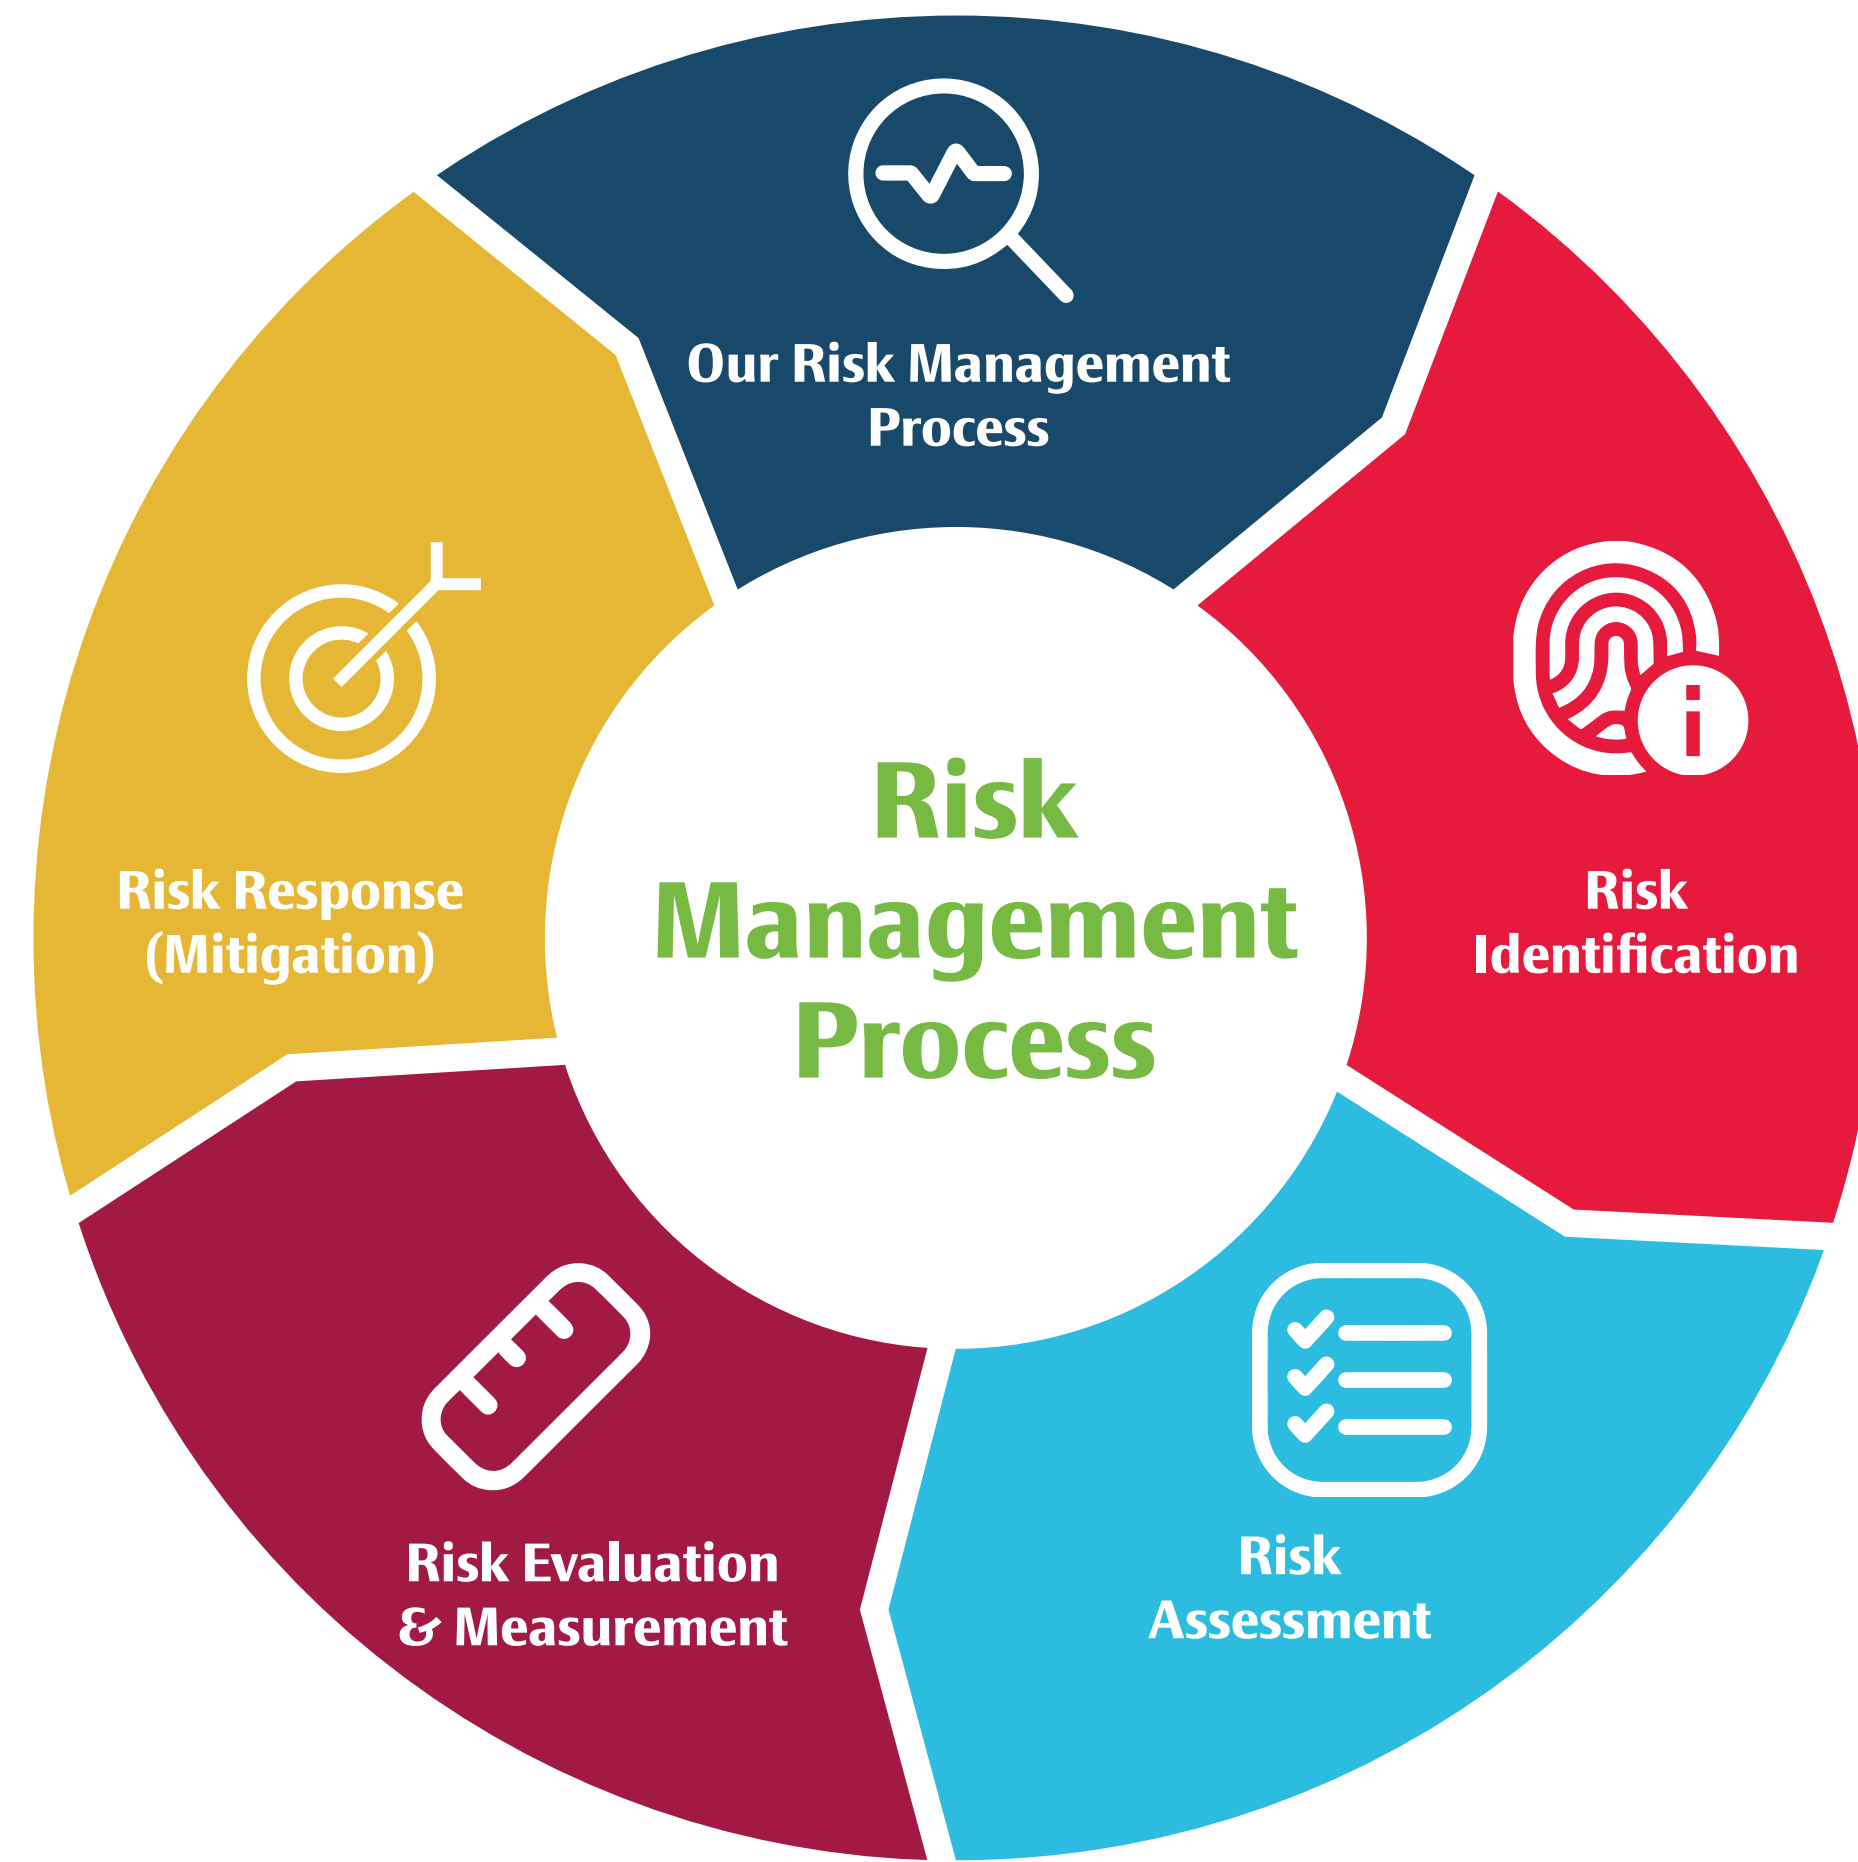 Our Risk Management
Process
Risk
Identification
Risk
Assessment
Risk Evaluation
& Measurement
Risk Response
(Mitigation)
Risk
Management
Process
i